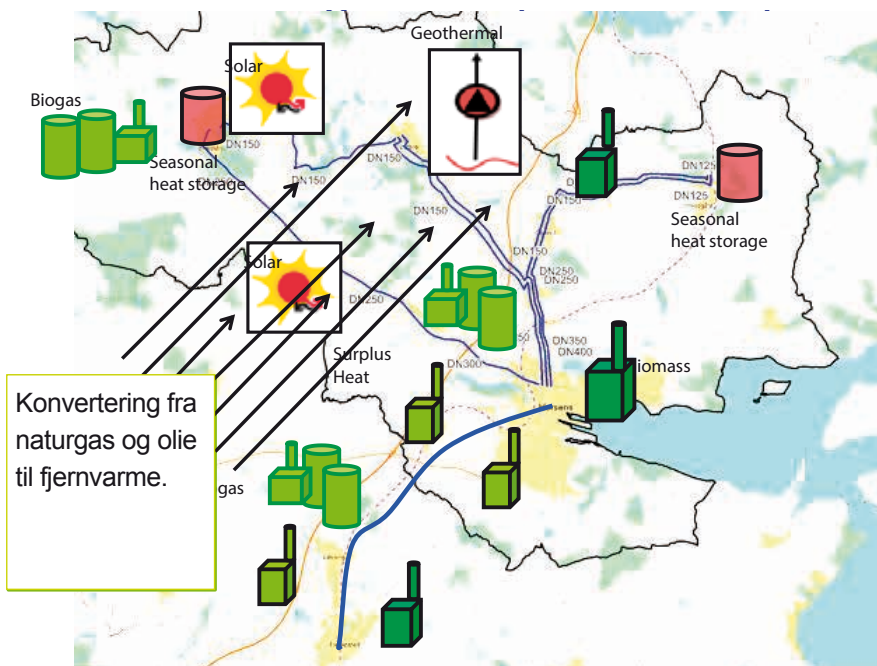 Geothermal
Solar
Biogas
DN150
Seasonal
heat storage
DN150
DN150
DN125
DN150
DN125
Seasonal
heat storage
DN150
Solar
DN150
DN250
DN250
DN250
DN350
DN400
Surplus
Heat
DN300
iomass
Konvertering fra
naturgas og olie
til fjernvarme.
gas